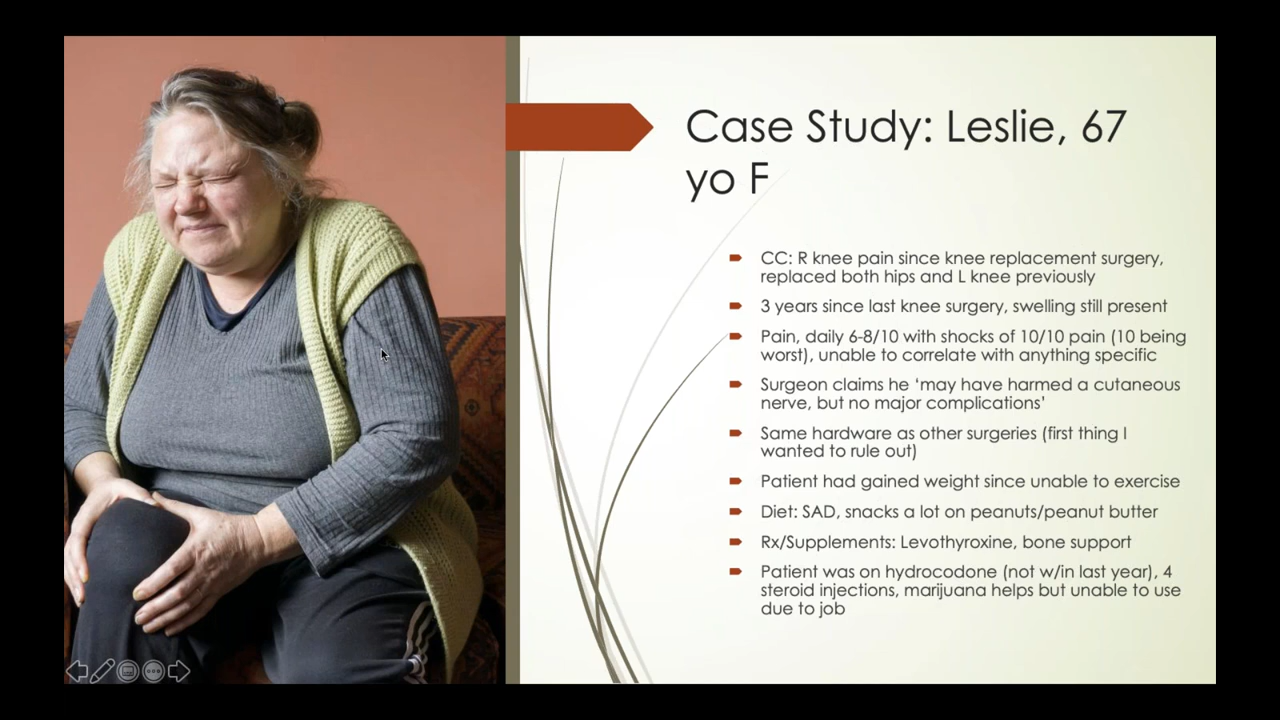 Case Study: Leslie, 67
yo F
CC: R knee pain since knee replacement surgery,
replaced both hips and L knee previously
3 years since last knee surgery, swelling still present
Pain, daily 6-8/10 with shocks of 10/10 pain (10 being
worst), unable to correlate with anything specific
Surgeon claims he ‘may have harmed a cutaneous
nerve, but no major complications’
Same hardware as other surgeries (first thing I
wanted to rule out)
Patient had gained weight since unable to exercise
Diet: SAD, snacks a lot on peanuts/peanut butter
Rx/Supplements: Levothyroxine, bone support
Patient was on hydrocodone (not w/in last year), 4
steroid injections, marijuana helps but unable to use
due to job